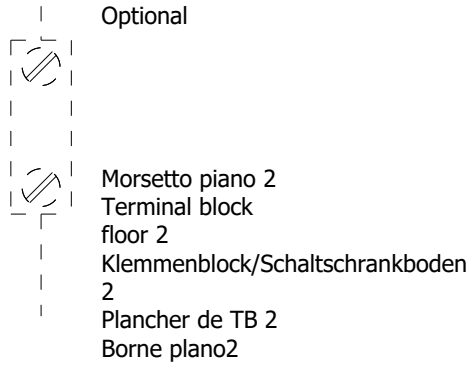 Optional
Morsetto piano 2
Terminal block
floor 2
Klemmenblock/Schaltschrankboden
2
Plancher de TB 2
Borne plano2